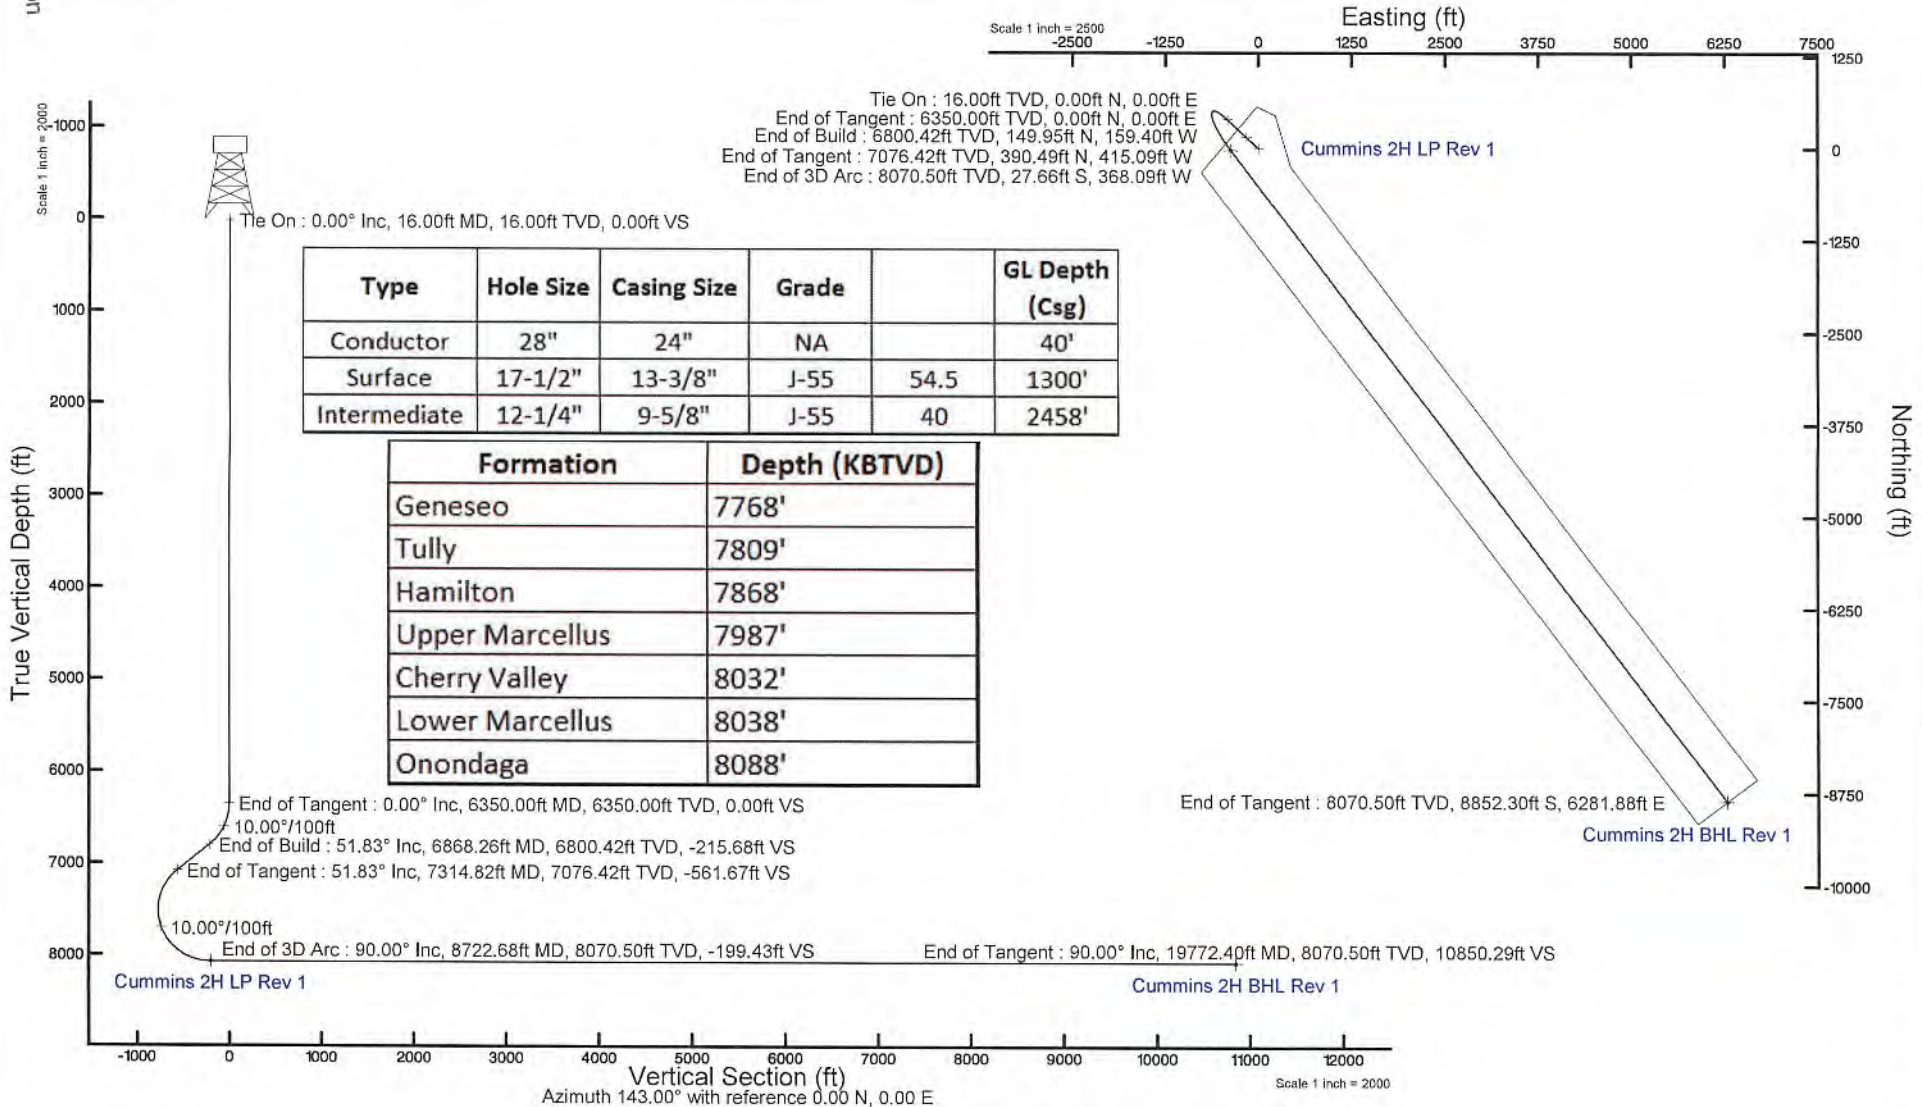 Easting (ft)
Scale 1 inch = 2500
-2500 -1250 0 1250 2500 3750 5000 6250 7500
1250
0
-1250
-2500
-3750
-5000
-6250
-7500
-8750
-10000
Northing (ft)
Tie On : 16.00ft TVD, 0.00ft N, 0.00ft E
End of Tangent : 6350.00ft TVD, 0.00ft N, 0.00ft E
End of Build : 6800.42ft TVD, 149.95ft N, 159.40ft W
End of Tangent : 7076.42ft TVD, 390.49ft N, 415.09ft W
End of 3D Arc : 8070.50ft TVD, 27.66ft S, 368.09ft W
Cummins 2H LP Rev 1
End of Tangent : 8070.50ft TVD, 8852.30ft S, 6281.88ft E
Cummins 2H BHL Rev 1
Scale 1 inch = 2000
True Vertical Depth (ft)
-1000
0
1000
2000
3000
4000
5000
6000
7000
8000
Tie On : 0.00° Inc, 16.00ft MD, 16.00ft TVD, 0.00ft VS
Type Hole Size Casing Size Grade GL Depth (Csg)
Conductor 28" 24" NA 40'
Surface 17-1/2" 13-3/8" J-55 54.5 1300'
Intermediate 12-1/4" 9-5/8" J-55 40 2458'
Formation Depth (KBTVD)
Geneseo 7768'
Tully 7809'
Hamilton 7868'
Upper Marcellus 7987'
Cherry Valley 8032'
Lower Marcellus 8038'
Onondaga 8088'
End of Tangent : 0.00° Inc, 6350.00ft MD, 6350.00ft TVD, 0.00ft VS
10.00°/100ft
End of Build : 51.83° Inc, 6868.26ft MD, 6800.42ft TVD, -215.68ft VS
End of Tangent : 51.83° Inc, 7314.82ft MD, 7076.42ft TVD, -561.67ft VS
10.00°/100ft
End of 3D Arc : 90.00° Inc, 8722.68ft MD, 8070.50ft TVD, -199.43ft VS
End of Tangent : 90.00° Inc, 19772.40ft MD, 8070.50ft TVD, 10850.29ft VS
Cummins 2H LP Rev 1
Cummins 2H BHL Rev 1
-1000 0 1000 2000 3000 4000 5000 6000 7000 8000 9000 10000 11000 12000
Vertical Section (ft)
Scale 1 inch = 2000
Azimuth 143.00° with reference 0.00 N, 0.00 E